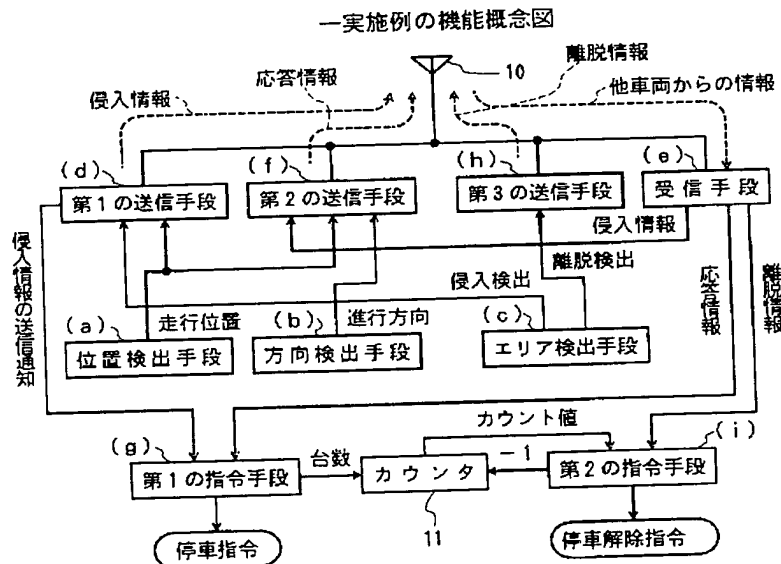 一実施例の機能概念図
10
離脱情報
応答情報
他車両からの情報
侵入情報
(d)
(f)
(h)
(e)
第1の送信手段
第2の送信手段
第3の送信手段
受信手段
侵入情報
侵入情報の送信通知
離脱検出
侵入検出
応答情報
離脱情報
(a)
走行位置
(b)
進行方向
(c)
位置検出手段
方向検出手段
エリア検出手段
カウント値
(g)
(i)
台数
-1
第1の指令手段
カウンタ
第2の指令手段
11
停車指令
停車解除指令